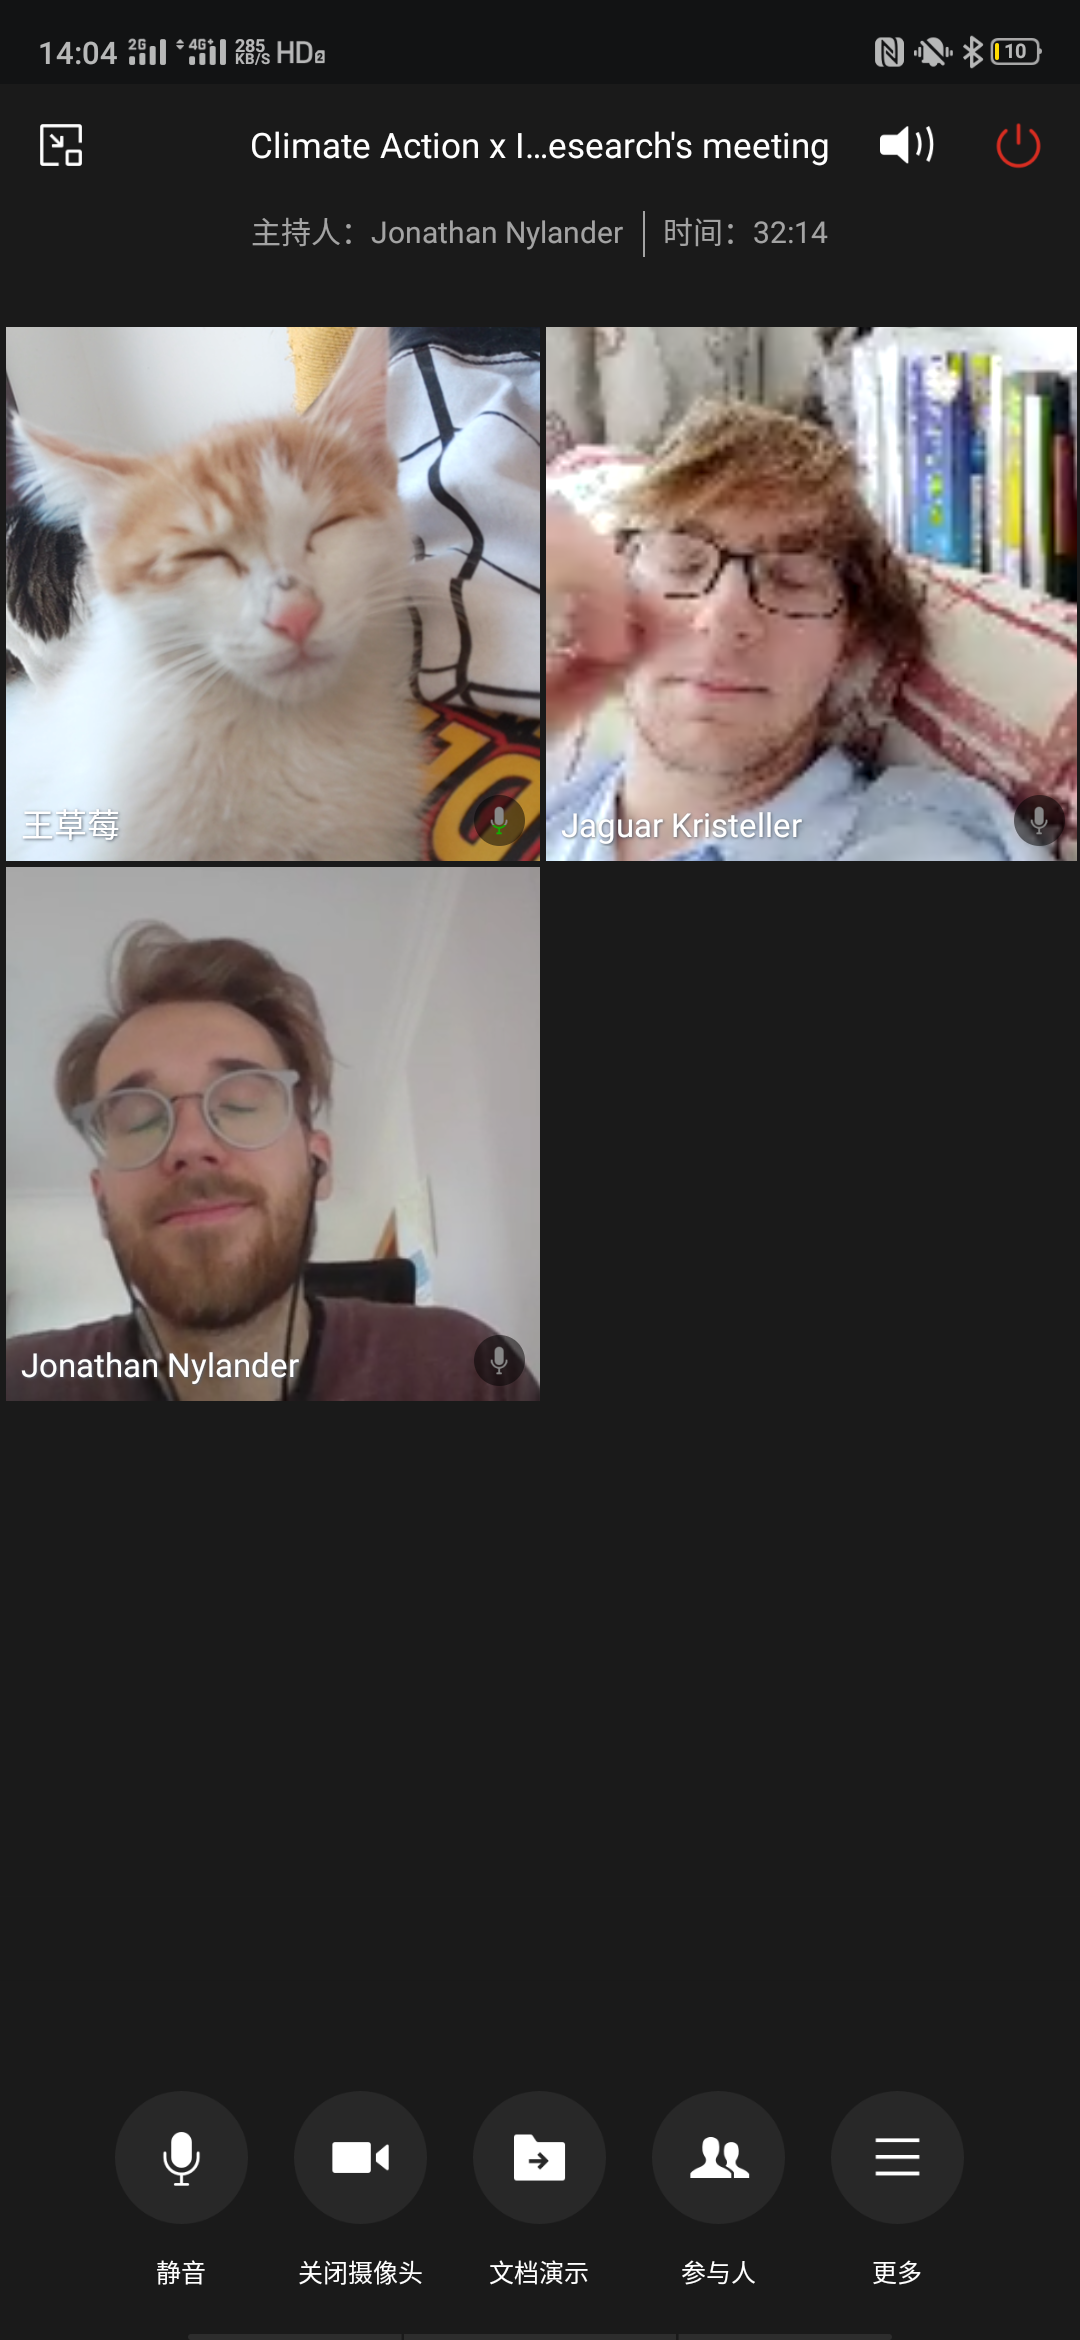 14:04 2G 4G+ 285 KB/S HD2 10
Climate Action x I...esearch's meeting
主持人：Jonathan Nylander | 时间：32:14
10
王草莓
Jaguar Kristeller
Jonathan Nylander
静音 关闭摄像头 文档演示 参与人 更多